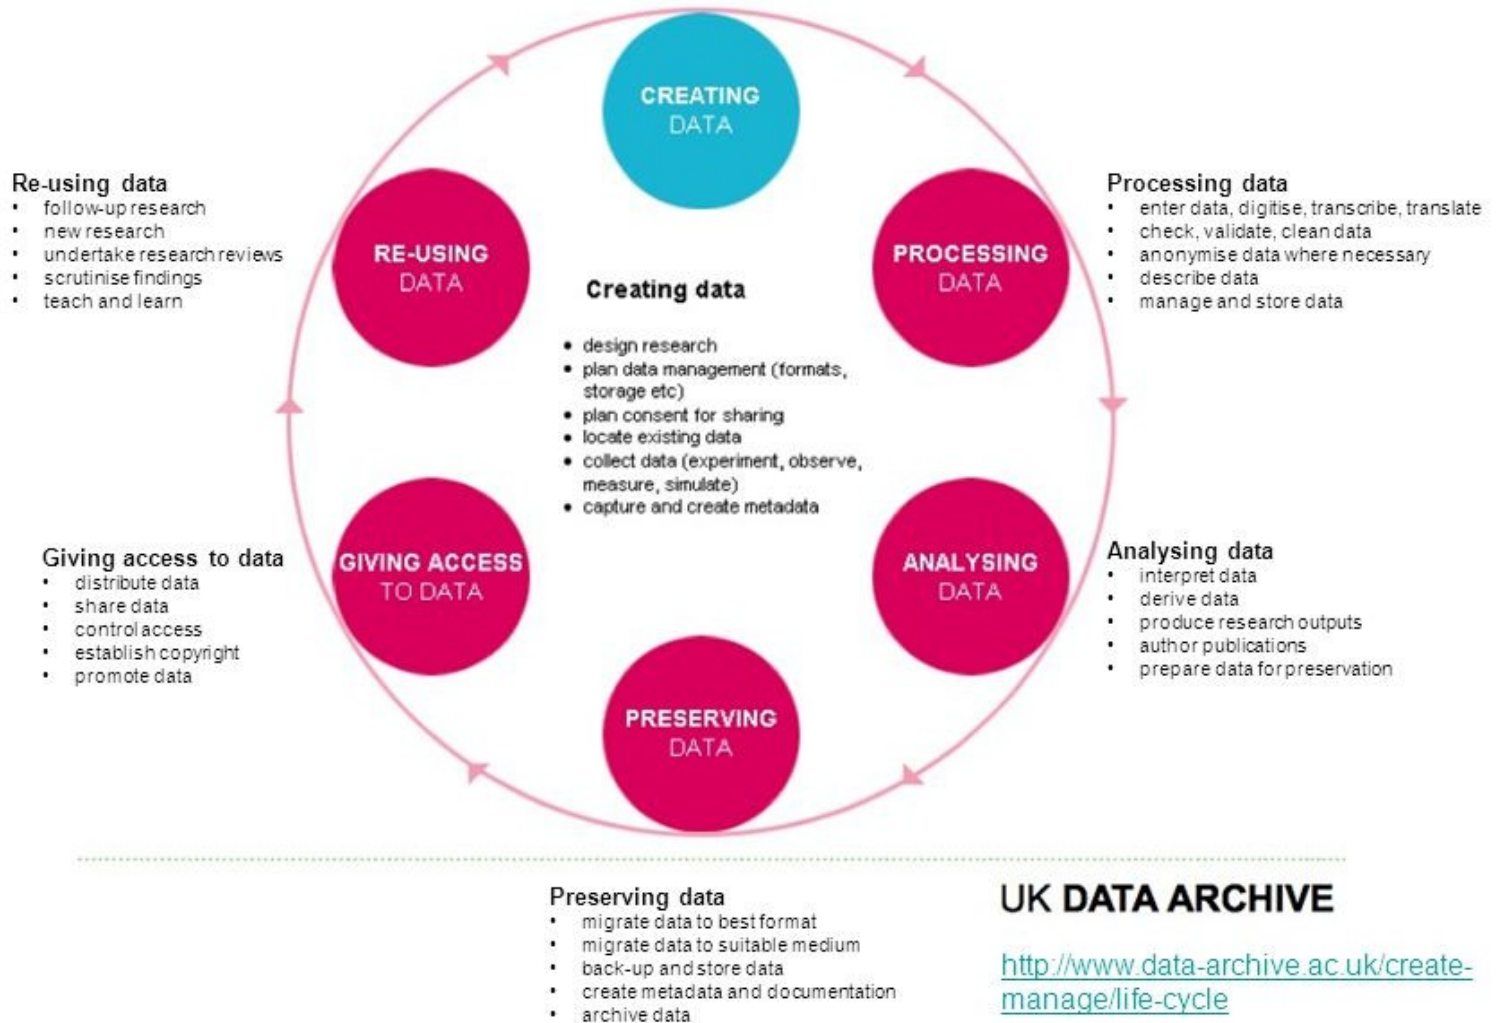 CREATING
DATA
PROCESSING
DATA
ANALYSING
DATA
PRESERVING
DATA
GIVING ACCESS
TO DATA
RE-USING
DATA
Creating data
• design research
• plan data management (formats,
storage etc)
• plan consent for sharing
• locate existing data
• collect data (experiment, observe,
measure, simulate)
• capture and create metadata
Processing data
• enter data, digitise, transcribe, translate
• check, validate, clean data
• anonymise data where necessary
• describe data
• manage and store data
Analysing data
• interpret data
• derive data
• produce research outputs
• author publications
• prepare data for preservation
Preserving data
• migrate data to best format
• migrate data to suitable medium
• back-up and store data
• create metadata and documentation
• archive data
Giving access to data
• distribute data
• share data
• control access
• establish copyright
• promote data
Re-using data
• follow-up research
• new research
• undertake research reviews
• scrutinise findings
• teach and learn
UK DATA ARCHIVE
http://www.data-archive.ac.uk/create-
manage/life-cycle